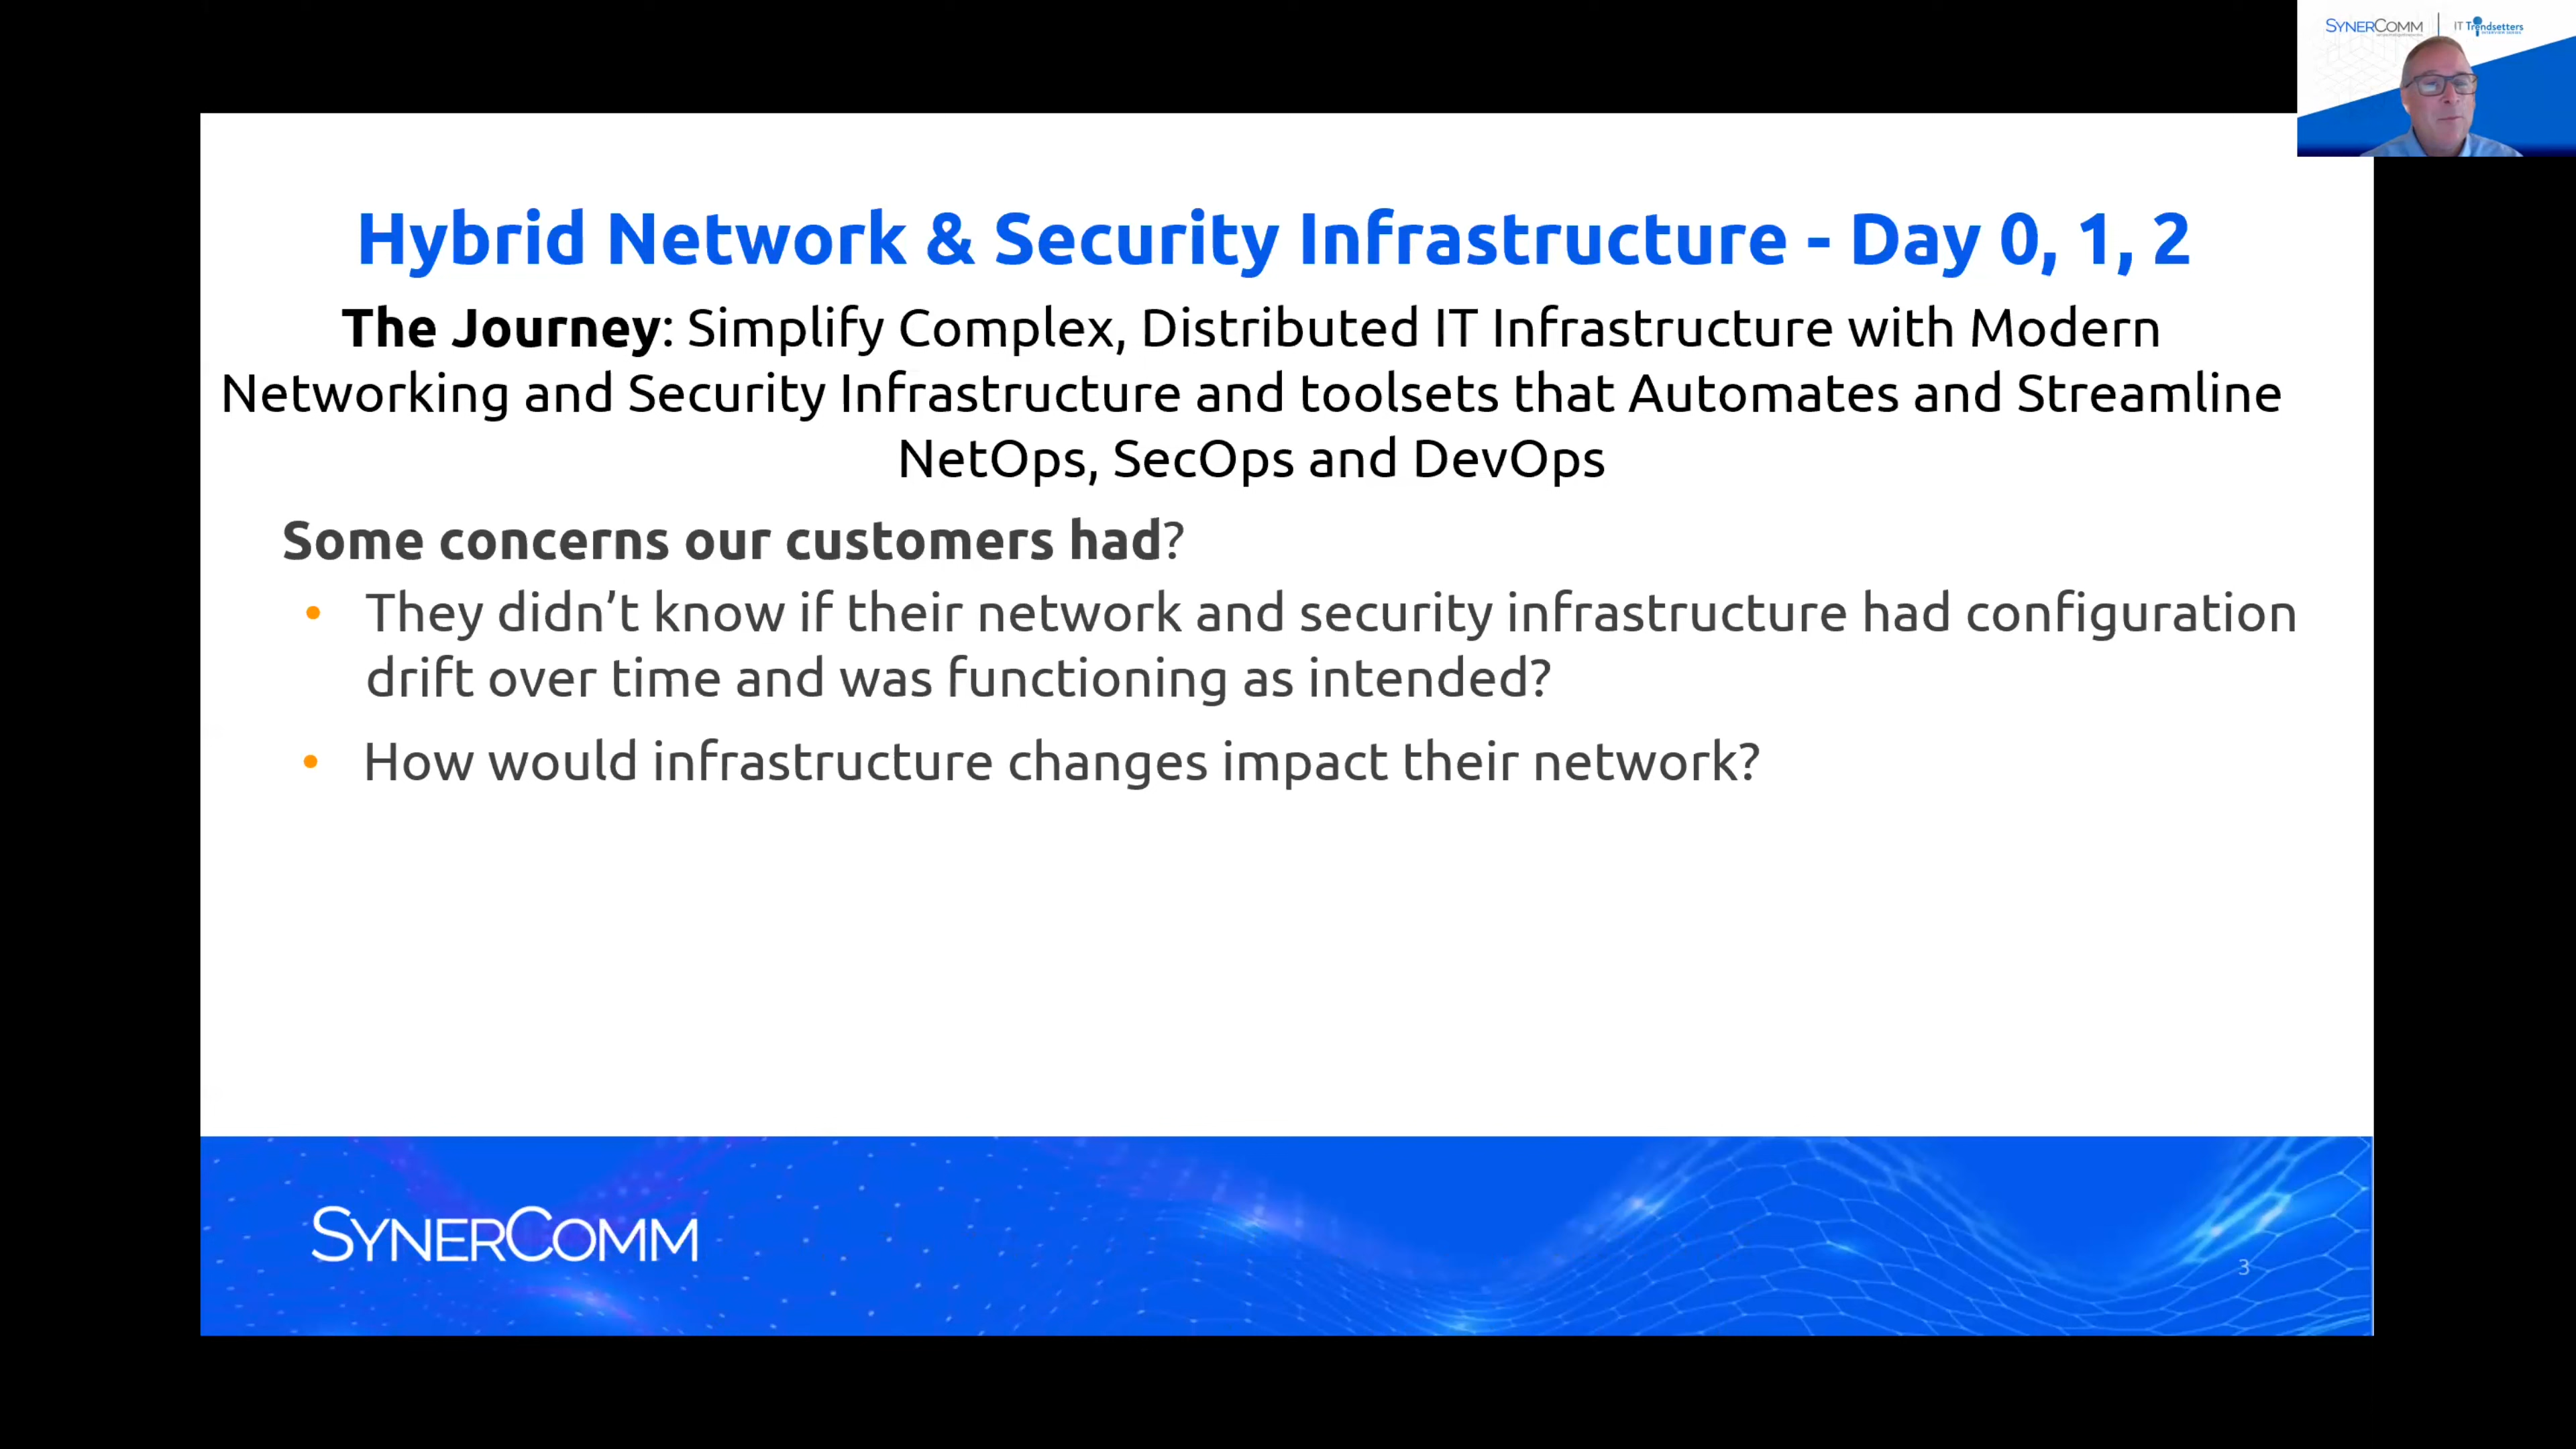 SYNERCOMM
IT Trendsetters
INTERVIEW SERIES
Hybrid Network & Security Infrastructure - Day 0, 1, 2
The Journey: Simplify Complex, Distributed IT Infrastructure with Modern
Networking and Security Infrastructure and toolsets that Automates and Streamline
NetOps, SecOps and DevOps
Some concerns our customers had?
• They didn’t know if their network and security infrastructure had configuration
drift over time and was functioning as intended?
• How would infrastructure changes impact their network?
SYNERCOMM
3